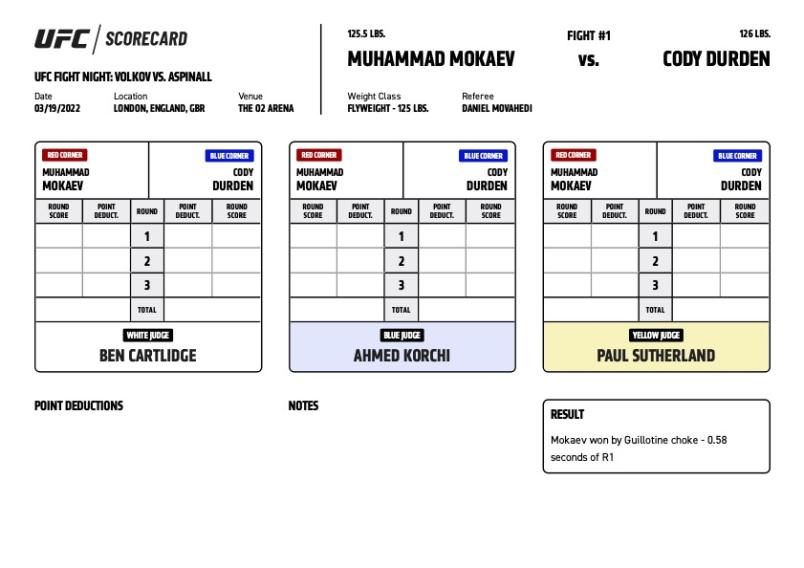 UFC / SCORECARD
UFC FIGHT NIGHT: VOLKOV VS. ASPINALL
Date Location Venue
03/19/2022 LONDON, ENGLAND, GBR THE O2 ARENA
125.5 LBS. FIGHT #1 126 LBS.
MUHAMMAD MOKAEV VS. CODY DURDEN
Weight Class Referee
FLYWEIGHT - 125 LBS. DANIEL MOVAHEDI
RED CORNER BLUE CORNER
MUHAMMAD CODY
MOKAEV DURDEN
ROUND SCORE POINT DEDUCT. ROUND POINT DEDUCT. ROUND SCORE
1
2
3
TOTAL
WHITE JUDGE
BEN CARTLIDGE
RED CORNER BLUE CORNER
MUHAMMAD CODY
MOKAEV DURDEN
ROUND SCORE POINT DEDUCT. ROUND POINT DEDUCT. ROUND SCORE
1
2
3
TOTAL
BLUE JUDGE
AHMED KORCHI
RED CORNER BLUE CORNER
MUHAMMAD CODY
MOKAEV DURDEN
ROUND SCORE POINT DEDUCT. ROUND POINT DEDUCT. ROUND SCORE
1
2
3
TOTAL
YELLOW JUDGE
PAUL SUTHERLAND
POINT DEDUCTIONS
NOTES
RESULT
Mokaev won by Guillotine choke - 0.58
seconds of R1